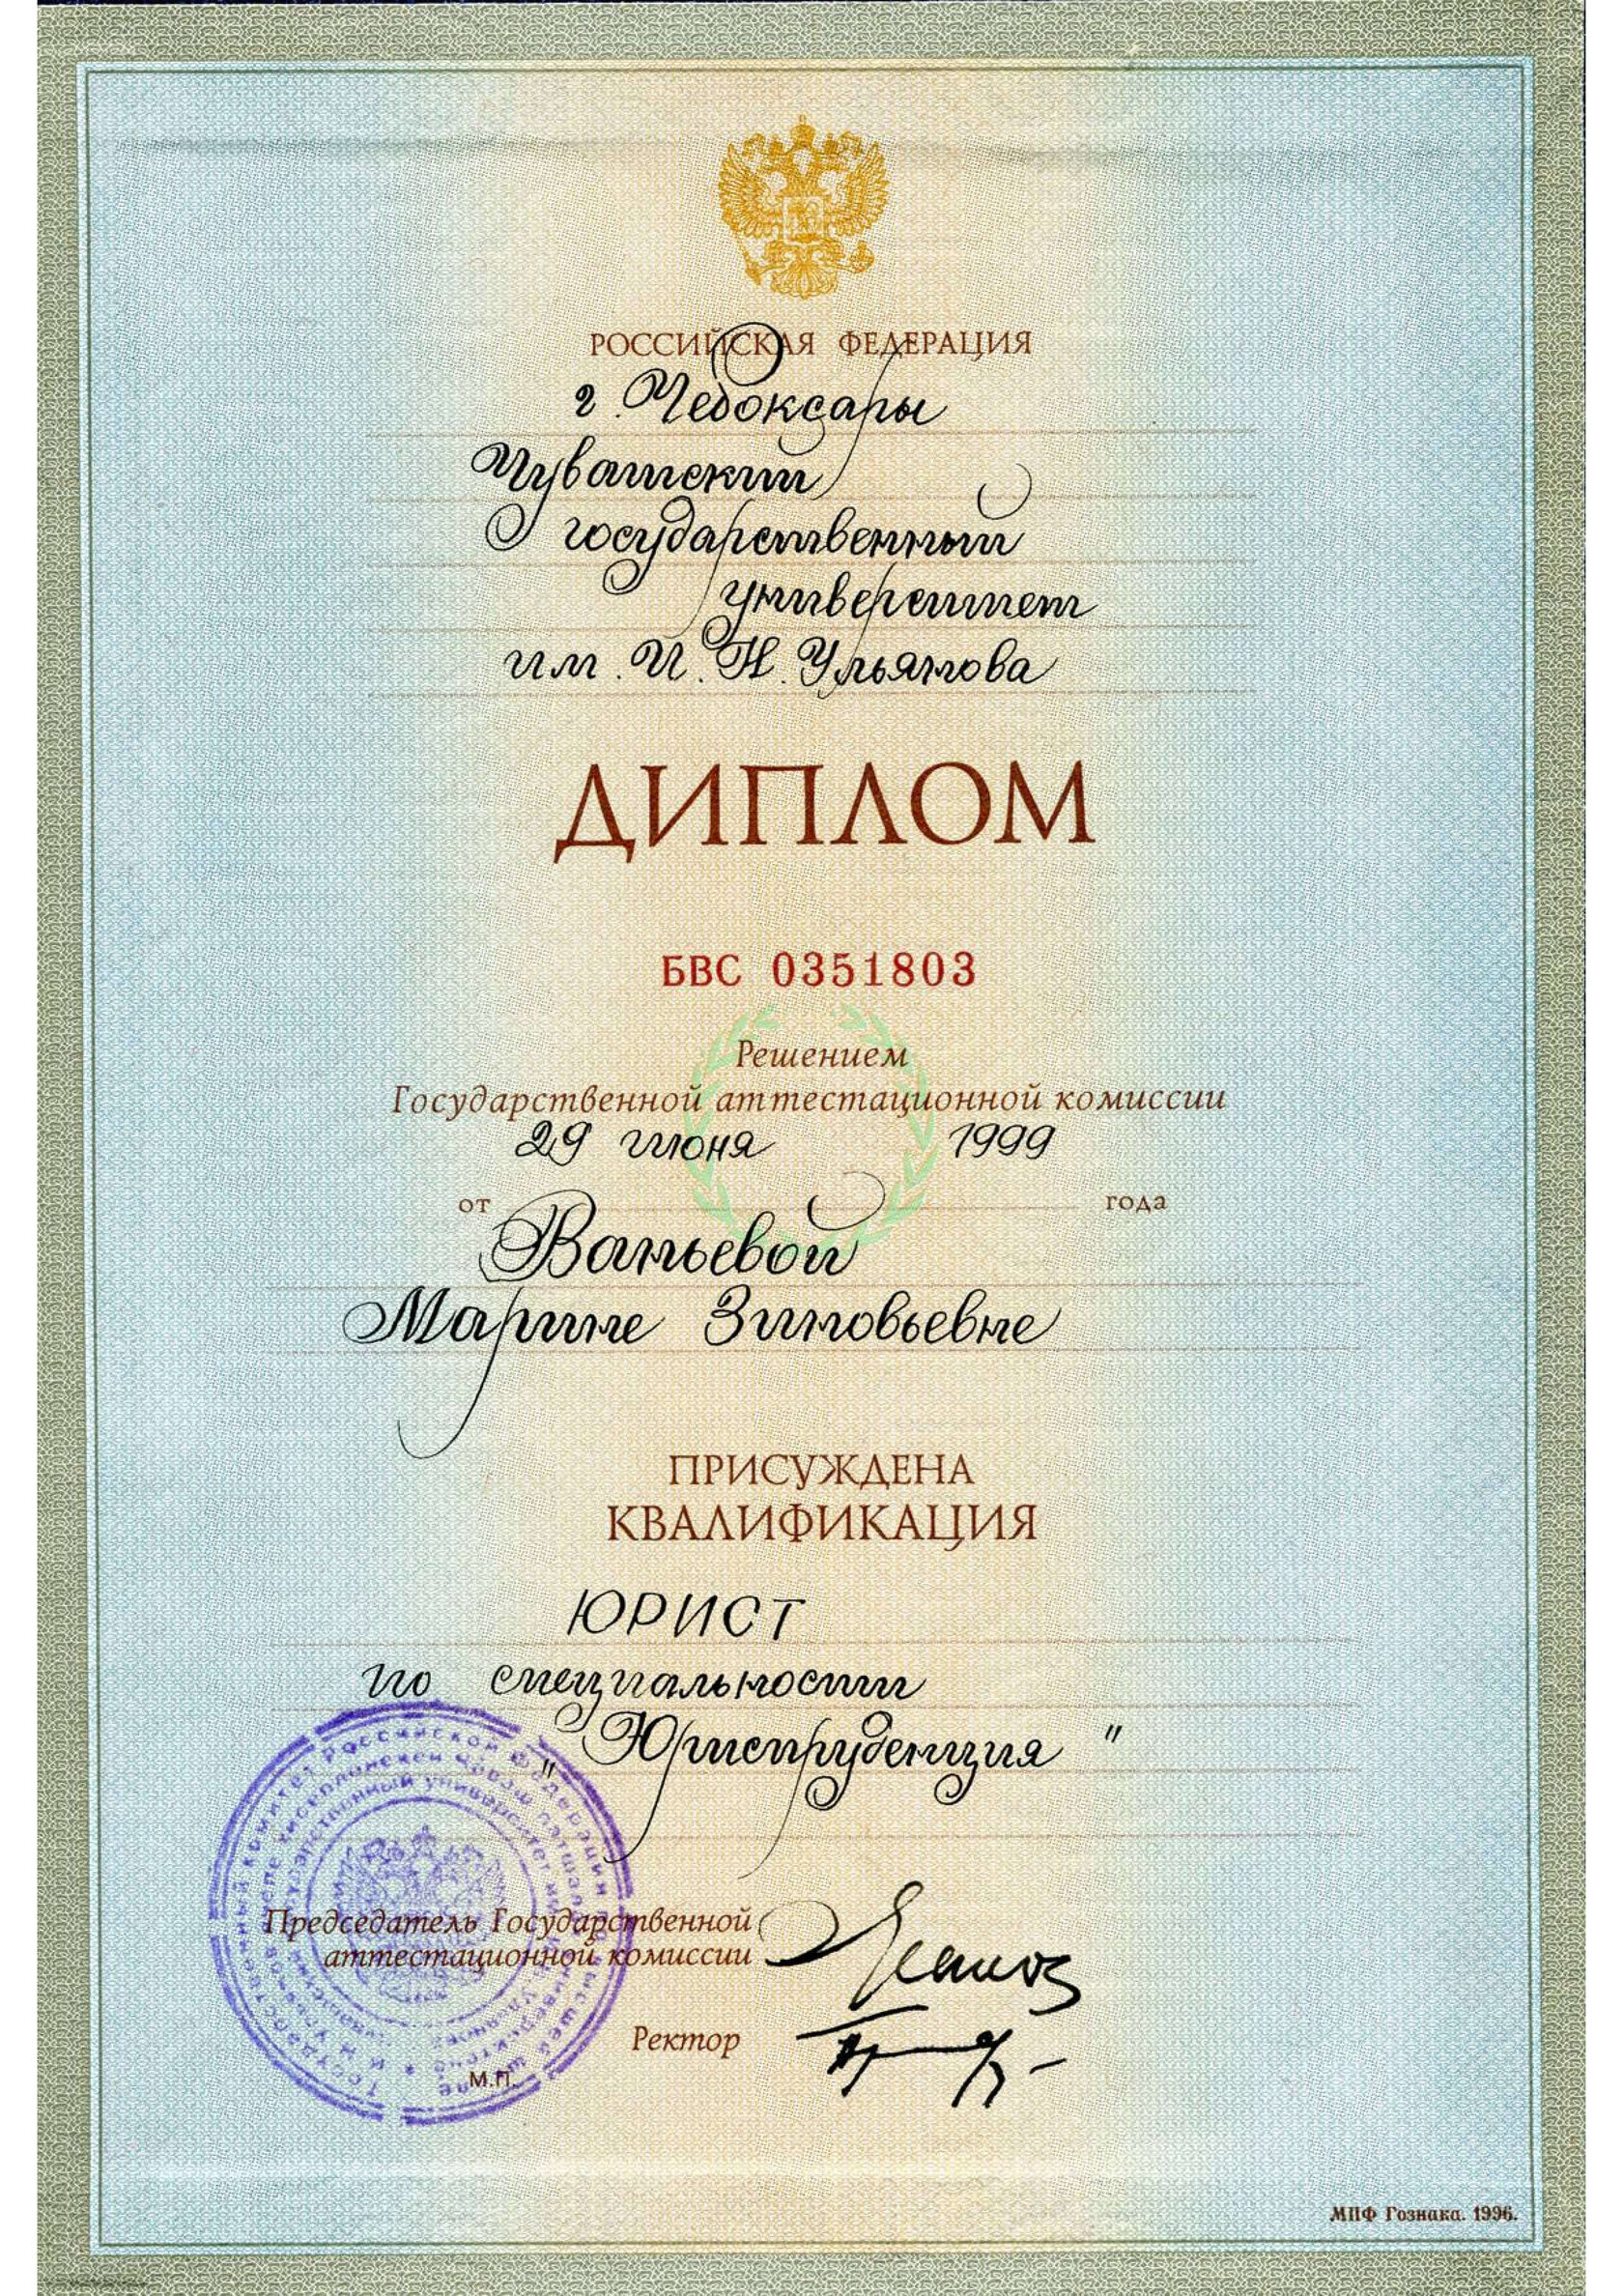 РОССИЙСКАЯ ФЕДЕРАЦИЯ
г. Чебоксары
Чувашский
государственный
университет
им. И. Н. Ульянова
ДИПЛОМ
БВС 0351803
Решением
Государственной аттестационной комиссии
29 июня 1999
от года
Ваньевой
Марине Зиновьевне
ПРИСУЖДЕНА
КВАЛИФИКАЦИЯ
ЮРИСТ
по специальности
"Юриспруденция"
Председатель Государственной
аттестационной комиссии
Ректор
М.П.
МПФ Гознака. 1996.